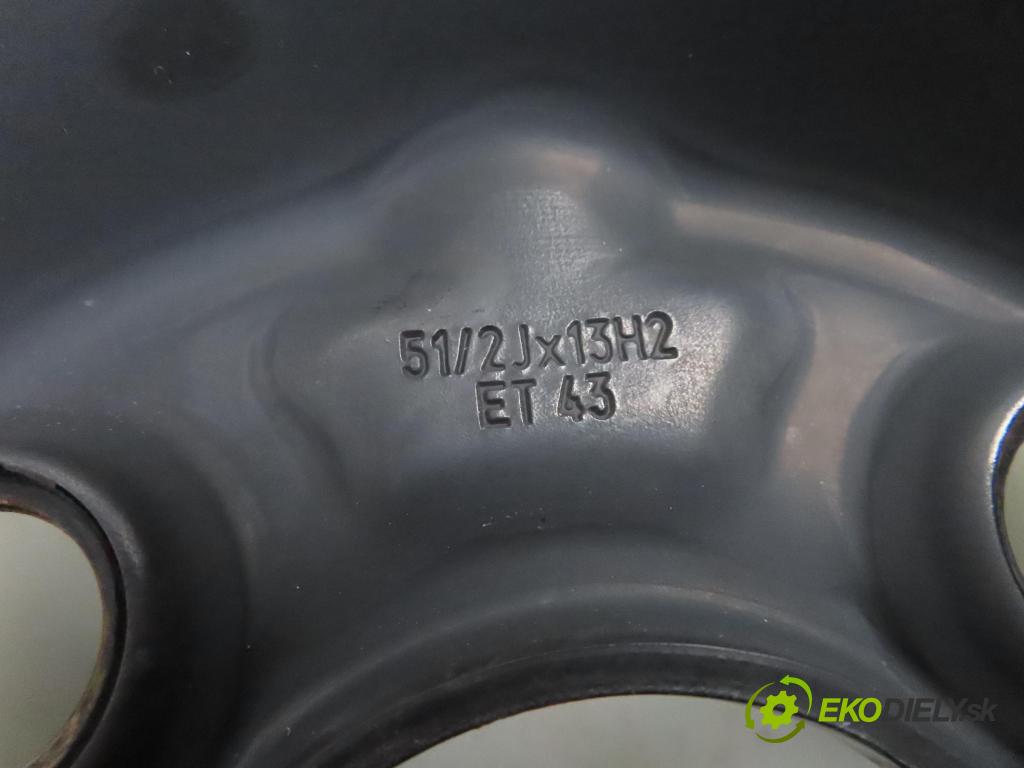 51/2Jx13H2
ET 43
EKODIELY.sk